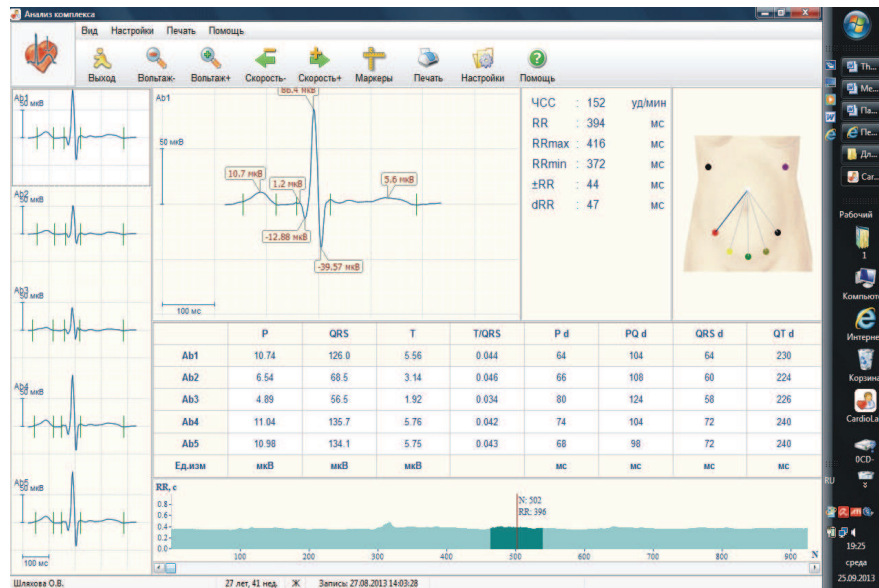 Анализ комплекса
Вид Настройки Печать Помощь
Выход Вольтаж- Вольтаж+ Скорость- Скорость+ Маркеры Печать Настройки Помощь
Ab1
50 мкВ
Ab2
50 мкВ
Ab3
50 мкВ
Ab4
50 мкВ
Ab5
50 мкВ
100 мс
Ab1
50 мкВ
86.4 мкВ
10.7 мкВ
1.2 мкВ
5.6 мкВ
-12.88 мкВ
-39.57 мкВ
100 мс
ЧСС : 152 уд/мин
RR : 394 мс
RRmax : 416 мс
RRmin : 372 мс
±RR : 44 мс
dRR : 47 мс
P QRS T T/QRS P d PQ d QRS d QT d
Ab1 10.74 126.0 5.56 0.044 64 104 64 230
Ab2 6.54 68.5 3.14 0.046 66 108 60 224
Ab3 4.89 56.5 1.92 0.034 80 124 58 226
Ab4 11.04 135.7 5.76 0.042 74 104 72 240
Ab5 10.98 134.1 5.75 0.043 68 98 72 240
Ед.изм мкВ мкВ мкВ мс мс мс мс
RR, с
N: 502
RR: 396
0.8
0.6
0.4
0.2
0.0
100 200 300 400 500 600 700 800 900 N
Шлякова О.В. 27 лет, 41 нед. Ж Запись: 27.08.2013 14:03:28
Th...
Me...
Па...
Пе...
Дл...
Car...
Рабочий
1
Компьют
Интерне
Корзина
CardioLa
0CD-
RU
19:25
среда
25.09.2013